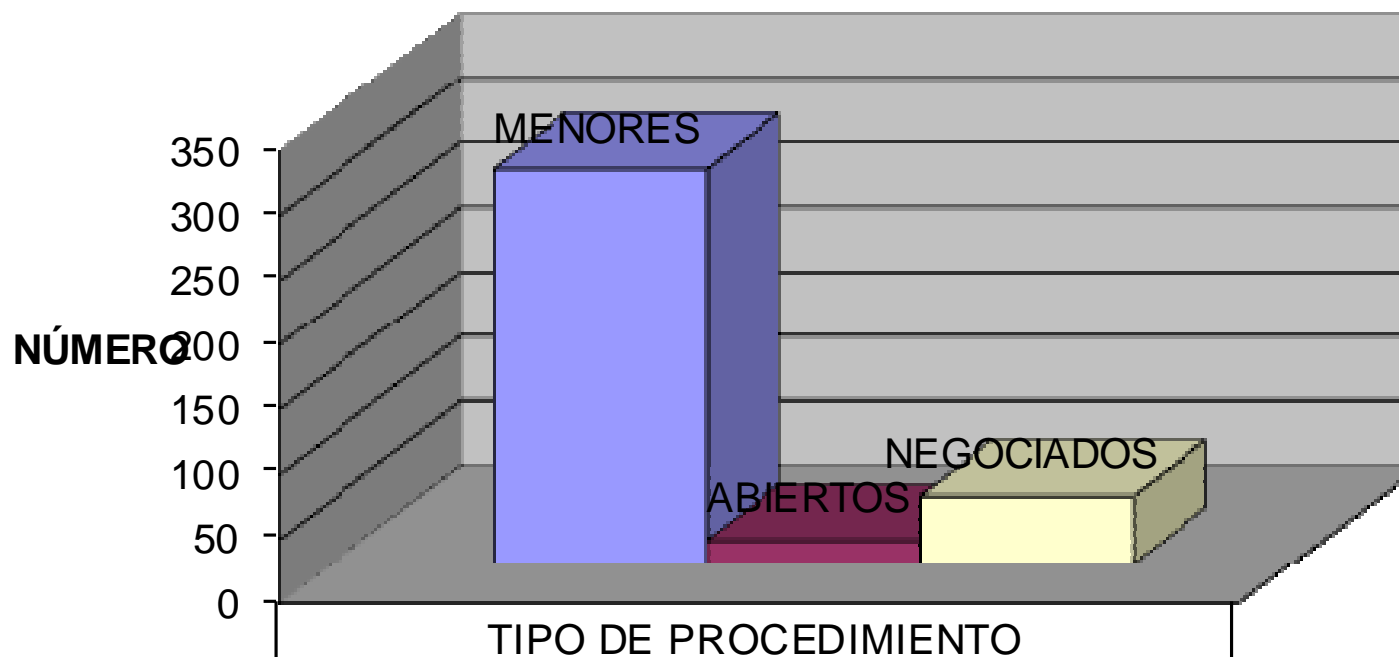 MENORES
350
300
250
NÚMERO
200
150
100
NEGOCIADOS
ABIERTOS
50
0
TIPO DE PROCEDIMIENTO